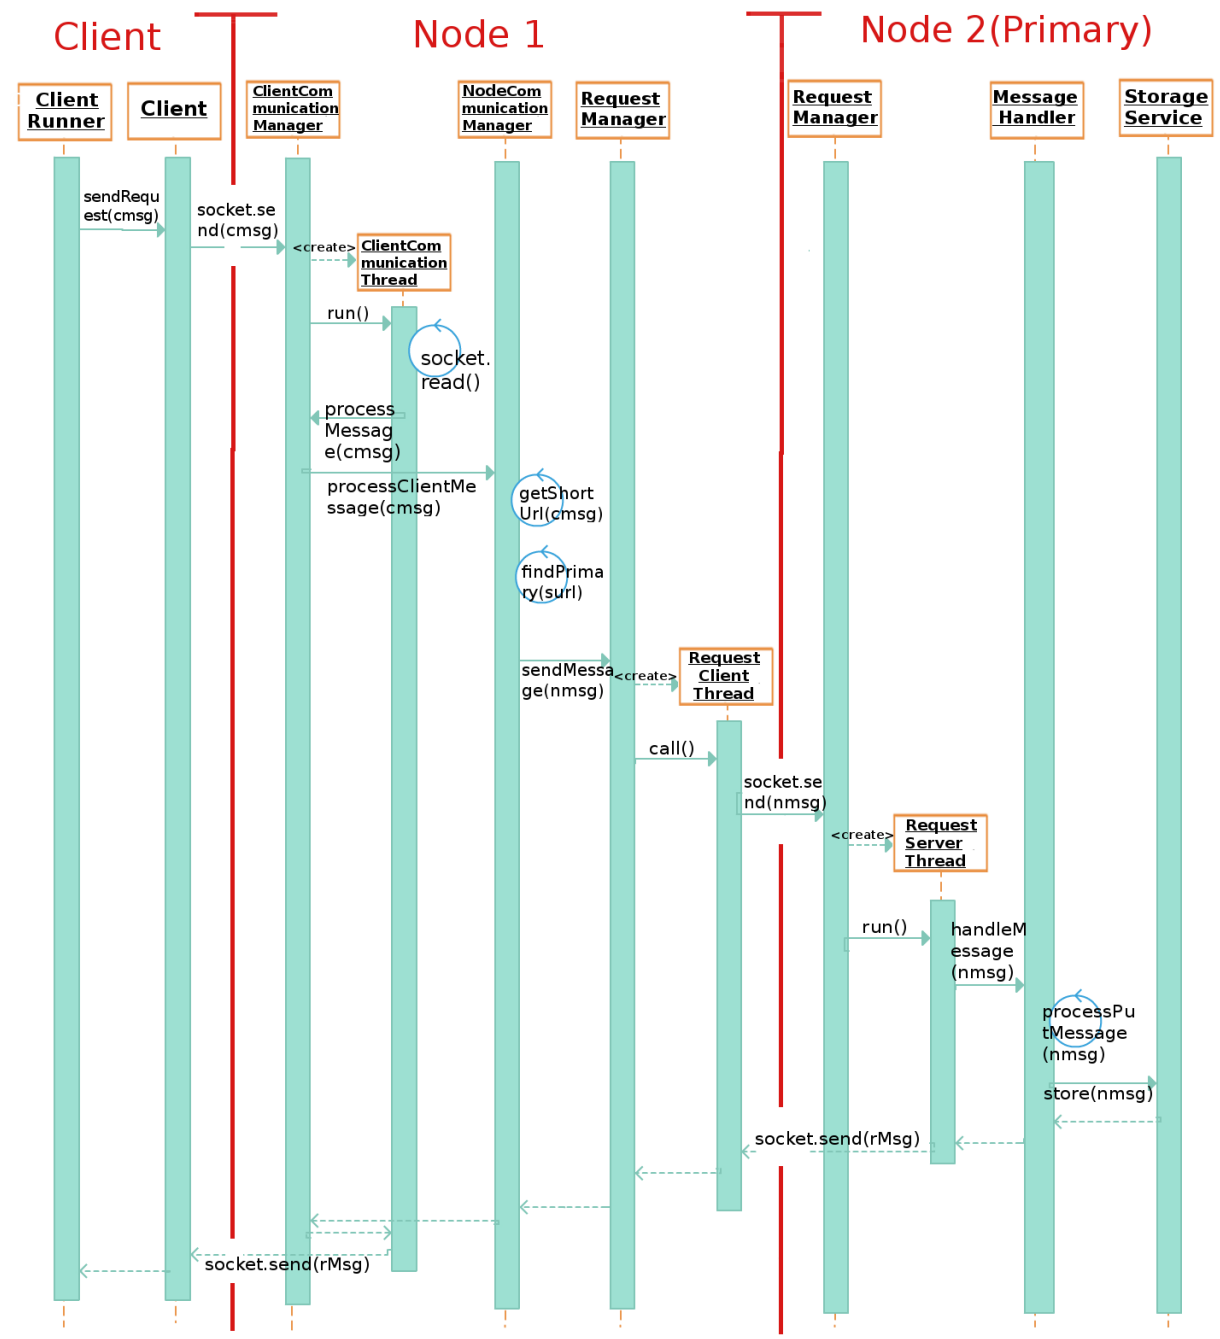 Client
Node 1
Node 2(Primary)
Client
Runner
Client
ClientCom
munication
Manager
NodeCom
munication
Manager
Request
Manager
Request
Manager
Message
Handler
Storage
Service
sendRequ
est(cmsg)
socket.se
nd(cmsg)
<create>
ClientCom
munication
Thread
run()
socket.
read()
process
Messag
e(cmsg)
processClientMe
ssage(cmsg)
getShort
Url(cmsg)
findPrima
ry(surl)
sendMessa
ge(nmsg)
<create>
Request
Client
Thread
call()
socket.se
nd(nmsg)
<create>
Request
Server
Thread
run()
handleM
essage
(nmsg)
processPu
tMessage
(nmsg)
store(nmsg)
socket.send(rMsg)
socket.send(rMsg)